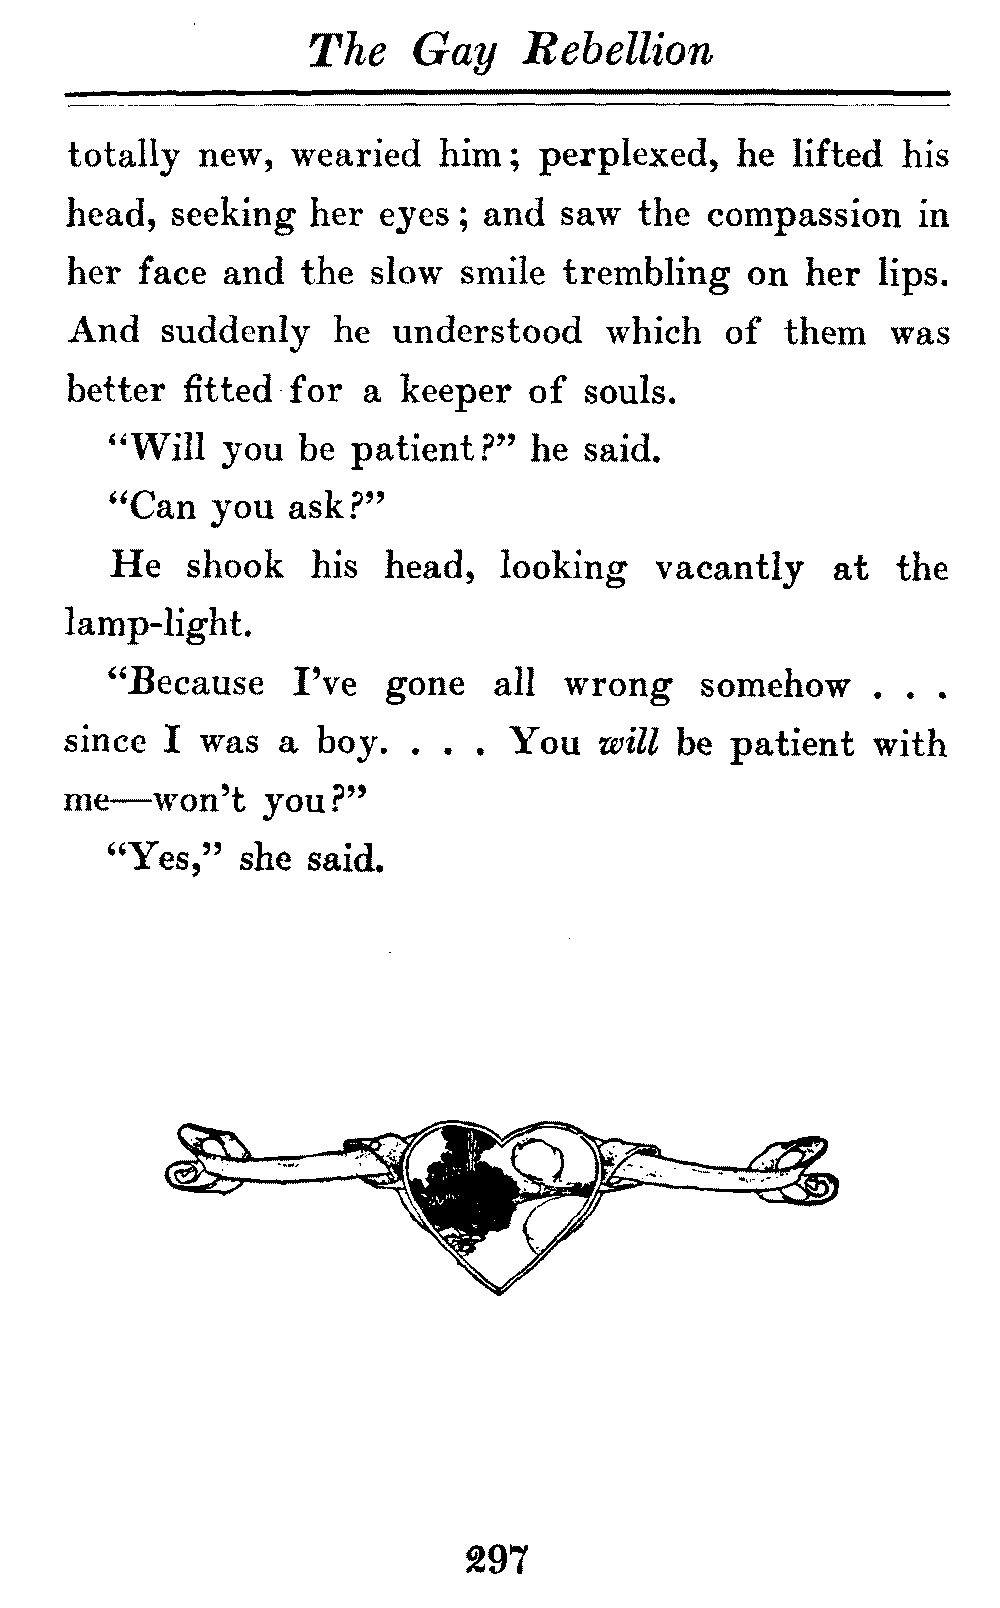 The Gay Rebellion
totally new, wearied him; perplexed, he lifted his
head, seeking her eyes; and saw the compassion in
her face and the slow smile trembling on her lips.
And suddenly he understood which of them was
better fitted for a keeper of souls.
“Will you be patient?” he said.
“Can you ask?”
He shook his head, looking vacantly at the
lamp-light.
“Because I’ve gone all wrong somehow . . .
since I was a boy. . . . You will be patient with
me—won’t you?”
“Yes,” she said.
297